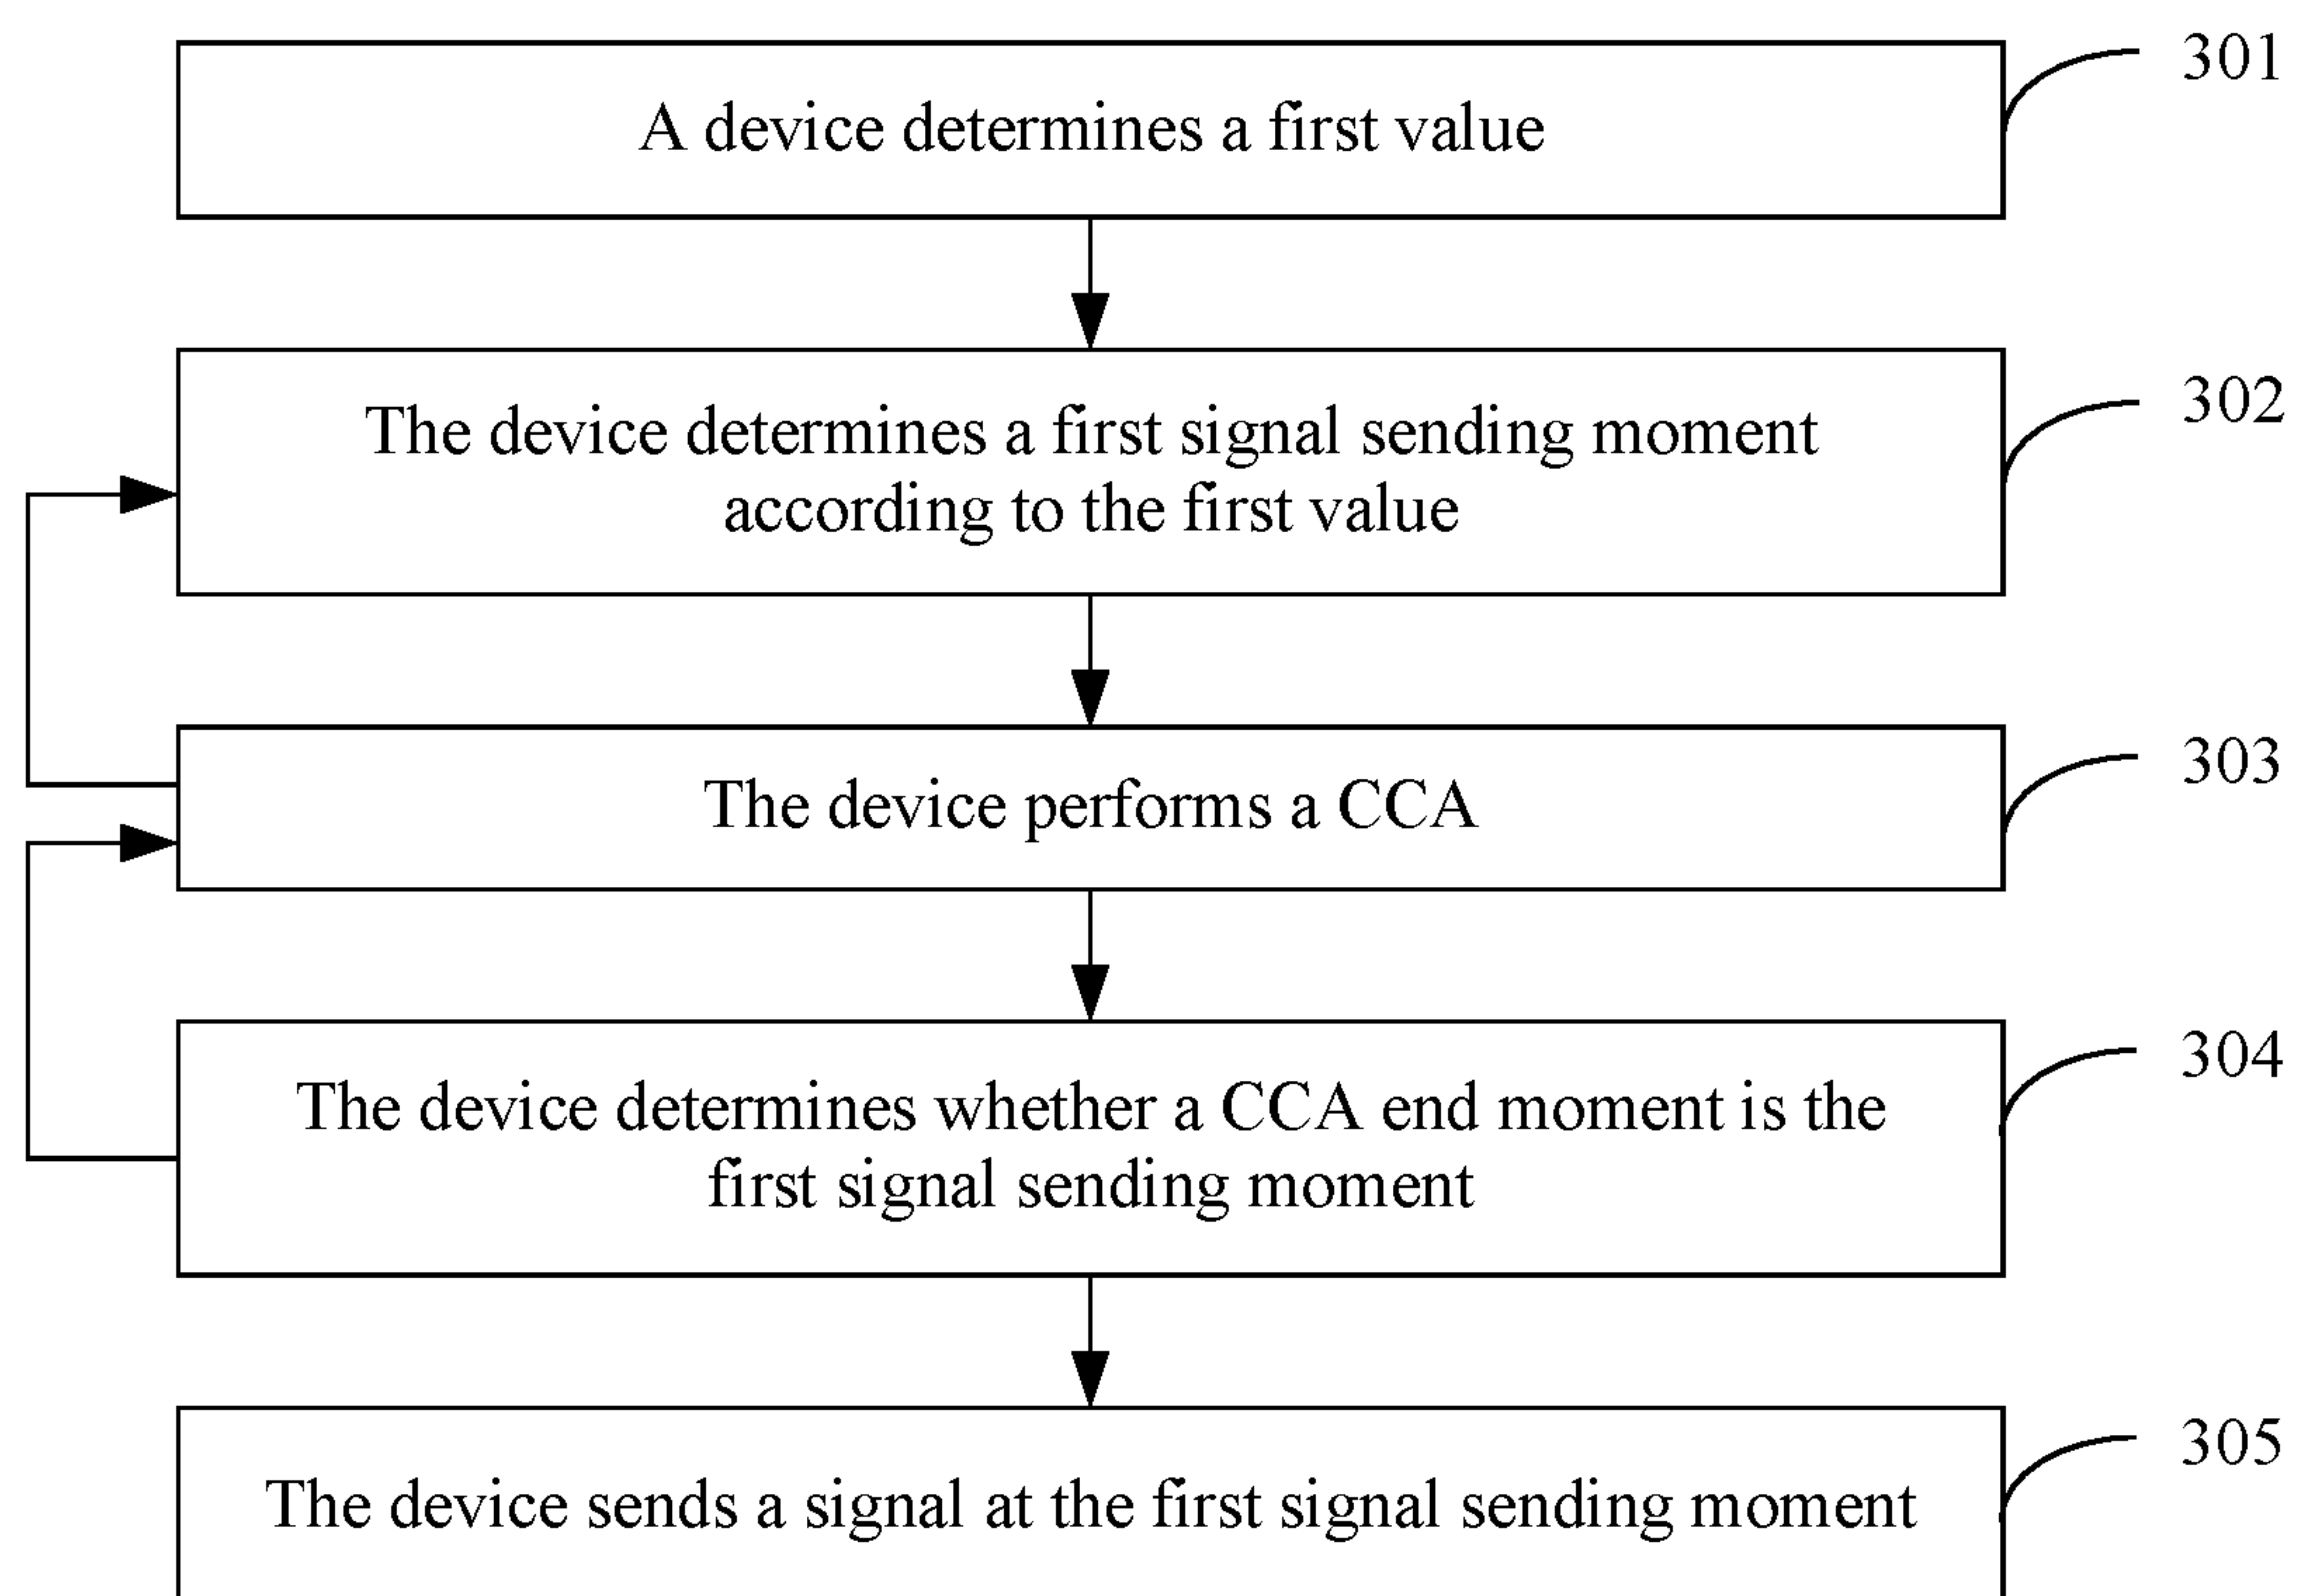 301
A device determines a first value
302
The device determines a first signal sending moment
according to the first value
303
The device performs a CCA
304
The device determines whether a CCA end moment is the
first signal sending moment
305
The device sends a signal at the first signal sending moment